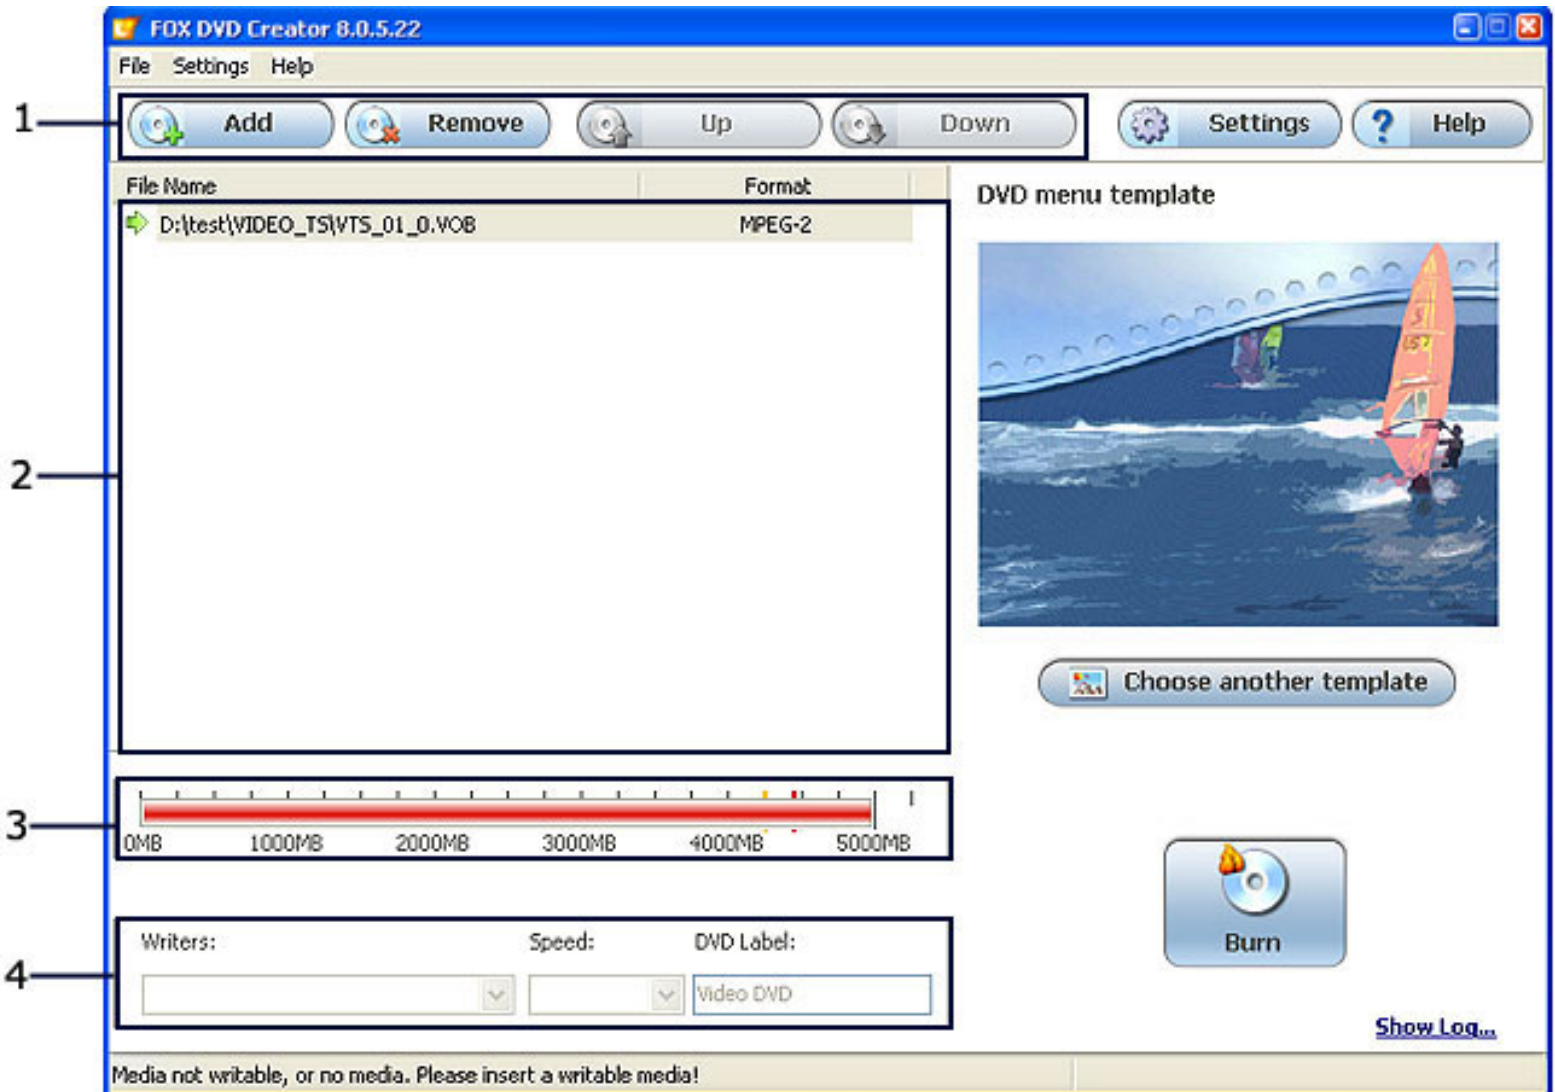 FOX DVD Creator 8.0.5.22
File Settings Help
1
Add Remove Up Down Settings Help
File Name Format
DVD menu template
D:\test\VIDEO_TS\VTS_01_0.VOB MPEG-2
2
Choose another template
3
0MB 1000MB 2000MB 3000MB 4000MB 5000MB
Burn
4
Writers: Speed: DVD Label:
Video DVD
Show Log...
Media not writable, or no media. Please insert a writable media!